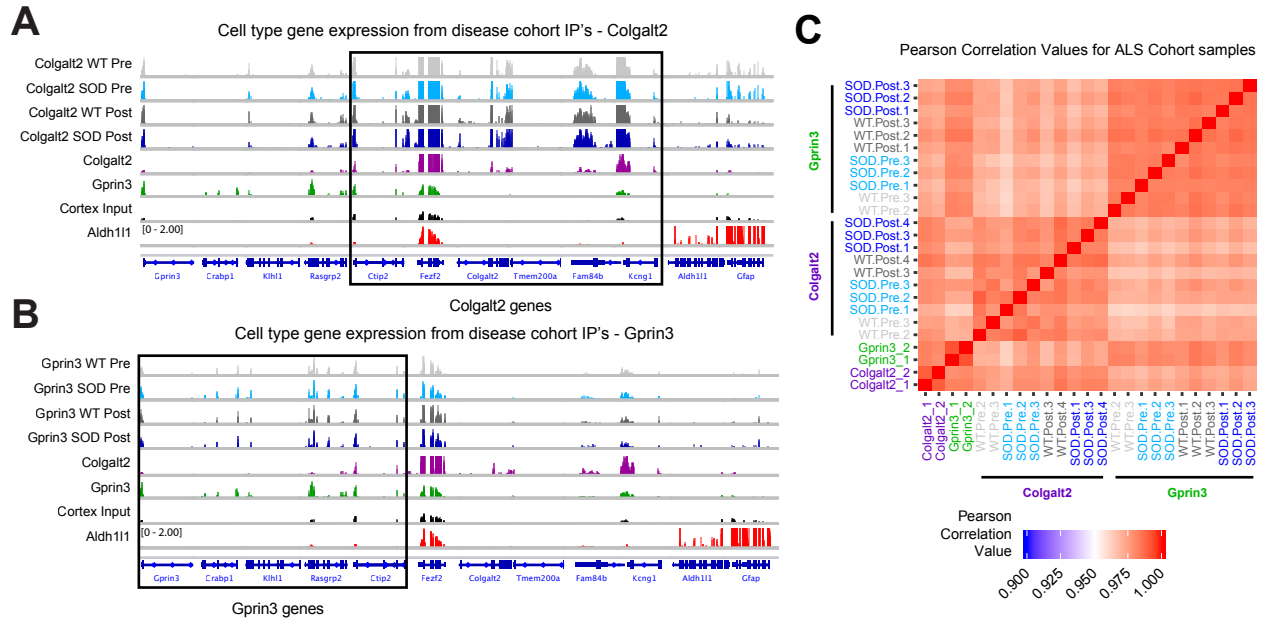 A
Cell type gene expression from disease cohort IP's - Colgalt2
Colgalt2 WT Pre
Colgalt2 SOD Pre
Colgalt2 WT Post
Colgalt2 SOD Post
Colgalt2
Gprin3
Cortex Input
Aldh1l1
[0 - 2.00]
Gprin3 Crabp1 Klhl1 Rasgrp2 Ctip2 Fezf2 Colgalt2 Tmem200a Fam84b Kcng1 Aldh1l1 Gfap
Colgalt2 genes
B
Cell type gene expression from disease cohort IP's - Gprin3
Gprin3 WT Pre
Gprin3 SOD Pre
Gprin3 WT Post
Gprin3 SOD Post
Colgalt2
Gprin3
Cortex Input
Aldh1l1
[0 - 2.00]
Gprin3 Crabp1 Klhl1 Rasgrp2 Ctip2 Fezf2 Colgalt2 Tmem200a Fam84b Kcng1 Aldh1l1 Gfap
Gprin3 genes
C
Pearson Correlation Values for ALS Cohort samples
Gprin3
SOD.Post.3
SOD.Post.2
SOD.Post.1
WT.Post.3
WT.Post.2
WT.Post.1
SOD.Pre.3
SOD.Pre.2
SOD.Pre.1
WT.Pre.3
WT.Pre.2
Colgalt2
SOD.Post.4
SOD.Post.3
SOD.Post.1
WT.Post.4
WT.Post.3
SOD.Pre.3
SOD.Pre.2
SOD.Pre.1
WT.Pre.3
WT.Pre.2
Gprin3_2
Gprin3_1
Colgalt2_2
Colgalt2_1
Colgalt2_1
Colgalt2_2
Gprin3_1
Gprin3_2
WT.Pre.2
WT.Pre.3
SOD.Pre.1
SOD.Pre.2
SOD.Pre.3
WT.Post.3
WT.Post.4
SOD.Post.1
SOD.Post.3
SOD.Post.4
WT.Pre.2
WT.Pre.3
SOD.Pre.1
SOD.Pre.2
SOD.Pre.3
WT.Post.1
WT.Post.2
WT.Post.3
SOD.Post.1
SOD.Post.2
SOD.Post.3
Colgalt2
Gprin3
Pearson
Correlation
Value
0.900
0.925
0.950
0.975
1.000